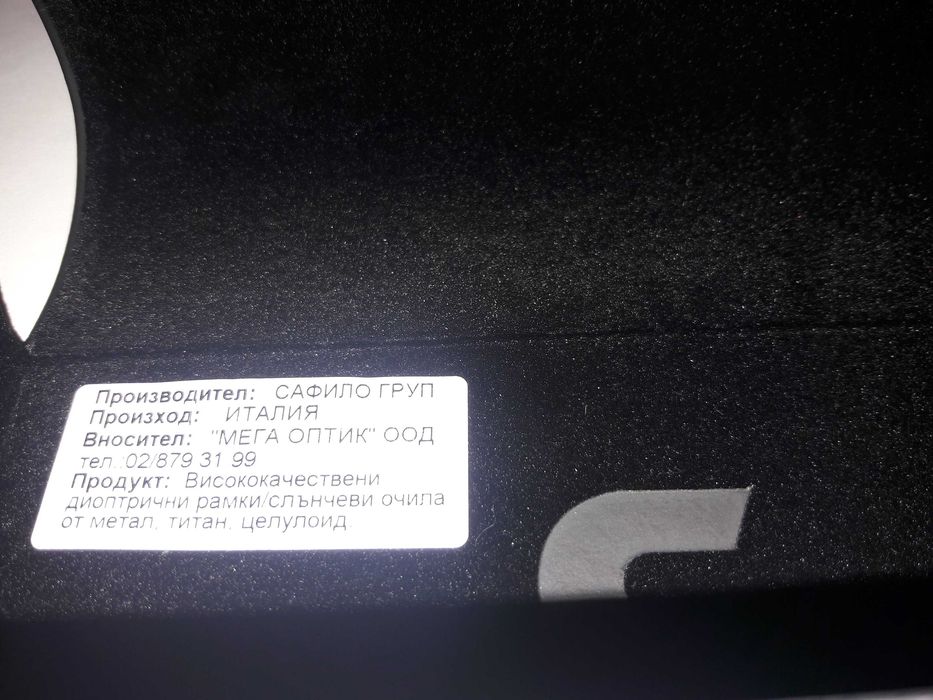 Производител: САФИЛО ГРУП
Произход: ИТАЛИЯ
Вносител: "МЕГА ОПТИК" ООД
тел.:02/879 31 99
Продукт: Висококачествени
диоптрични рамки/слънчеви очила
от метал, титан, целулоид.